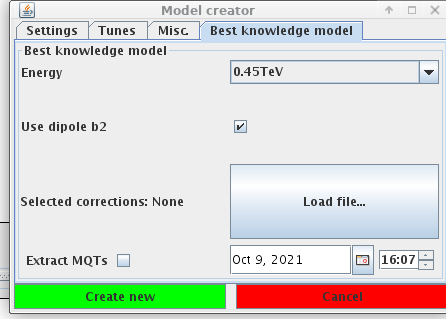 Model creator
Settings Tunes Misc. Best knowledge model
Best knowledge model
Energy 0.45TeV
Use dipole b2
Selected corrections: None Load file...
Extract MQTs Oct 9, 2021 16:07
Create new Cancel